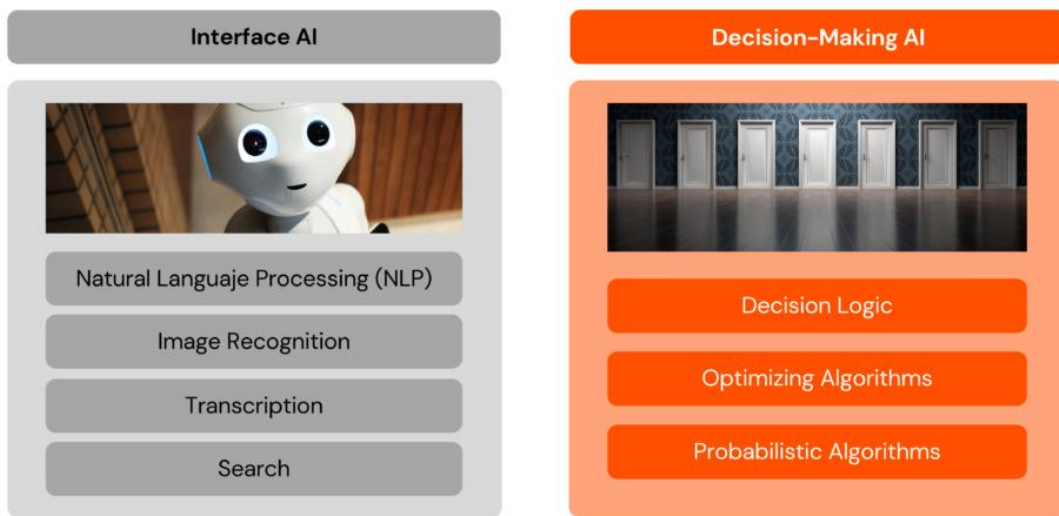 Interface AI
Natural Languaje Processing (NLP)
Image Recognition
Transcription
Search
Decision-Making AI
Decision Logic
Optimizing Algorithms
Probabilistic Algorithms